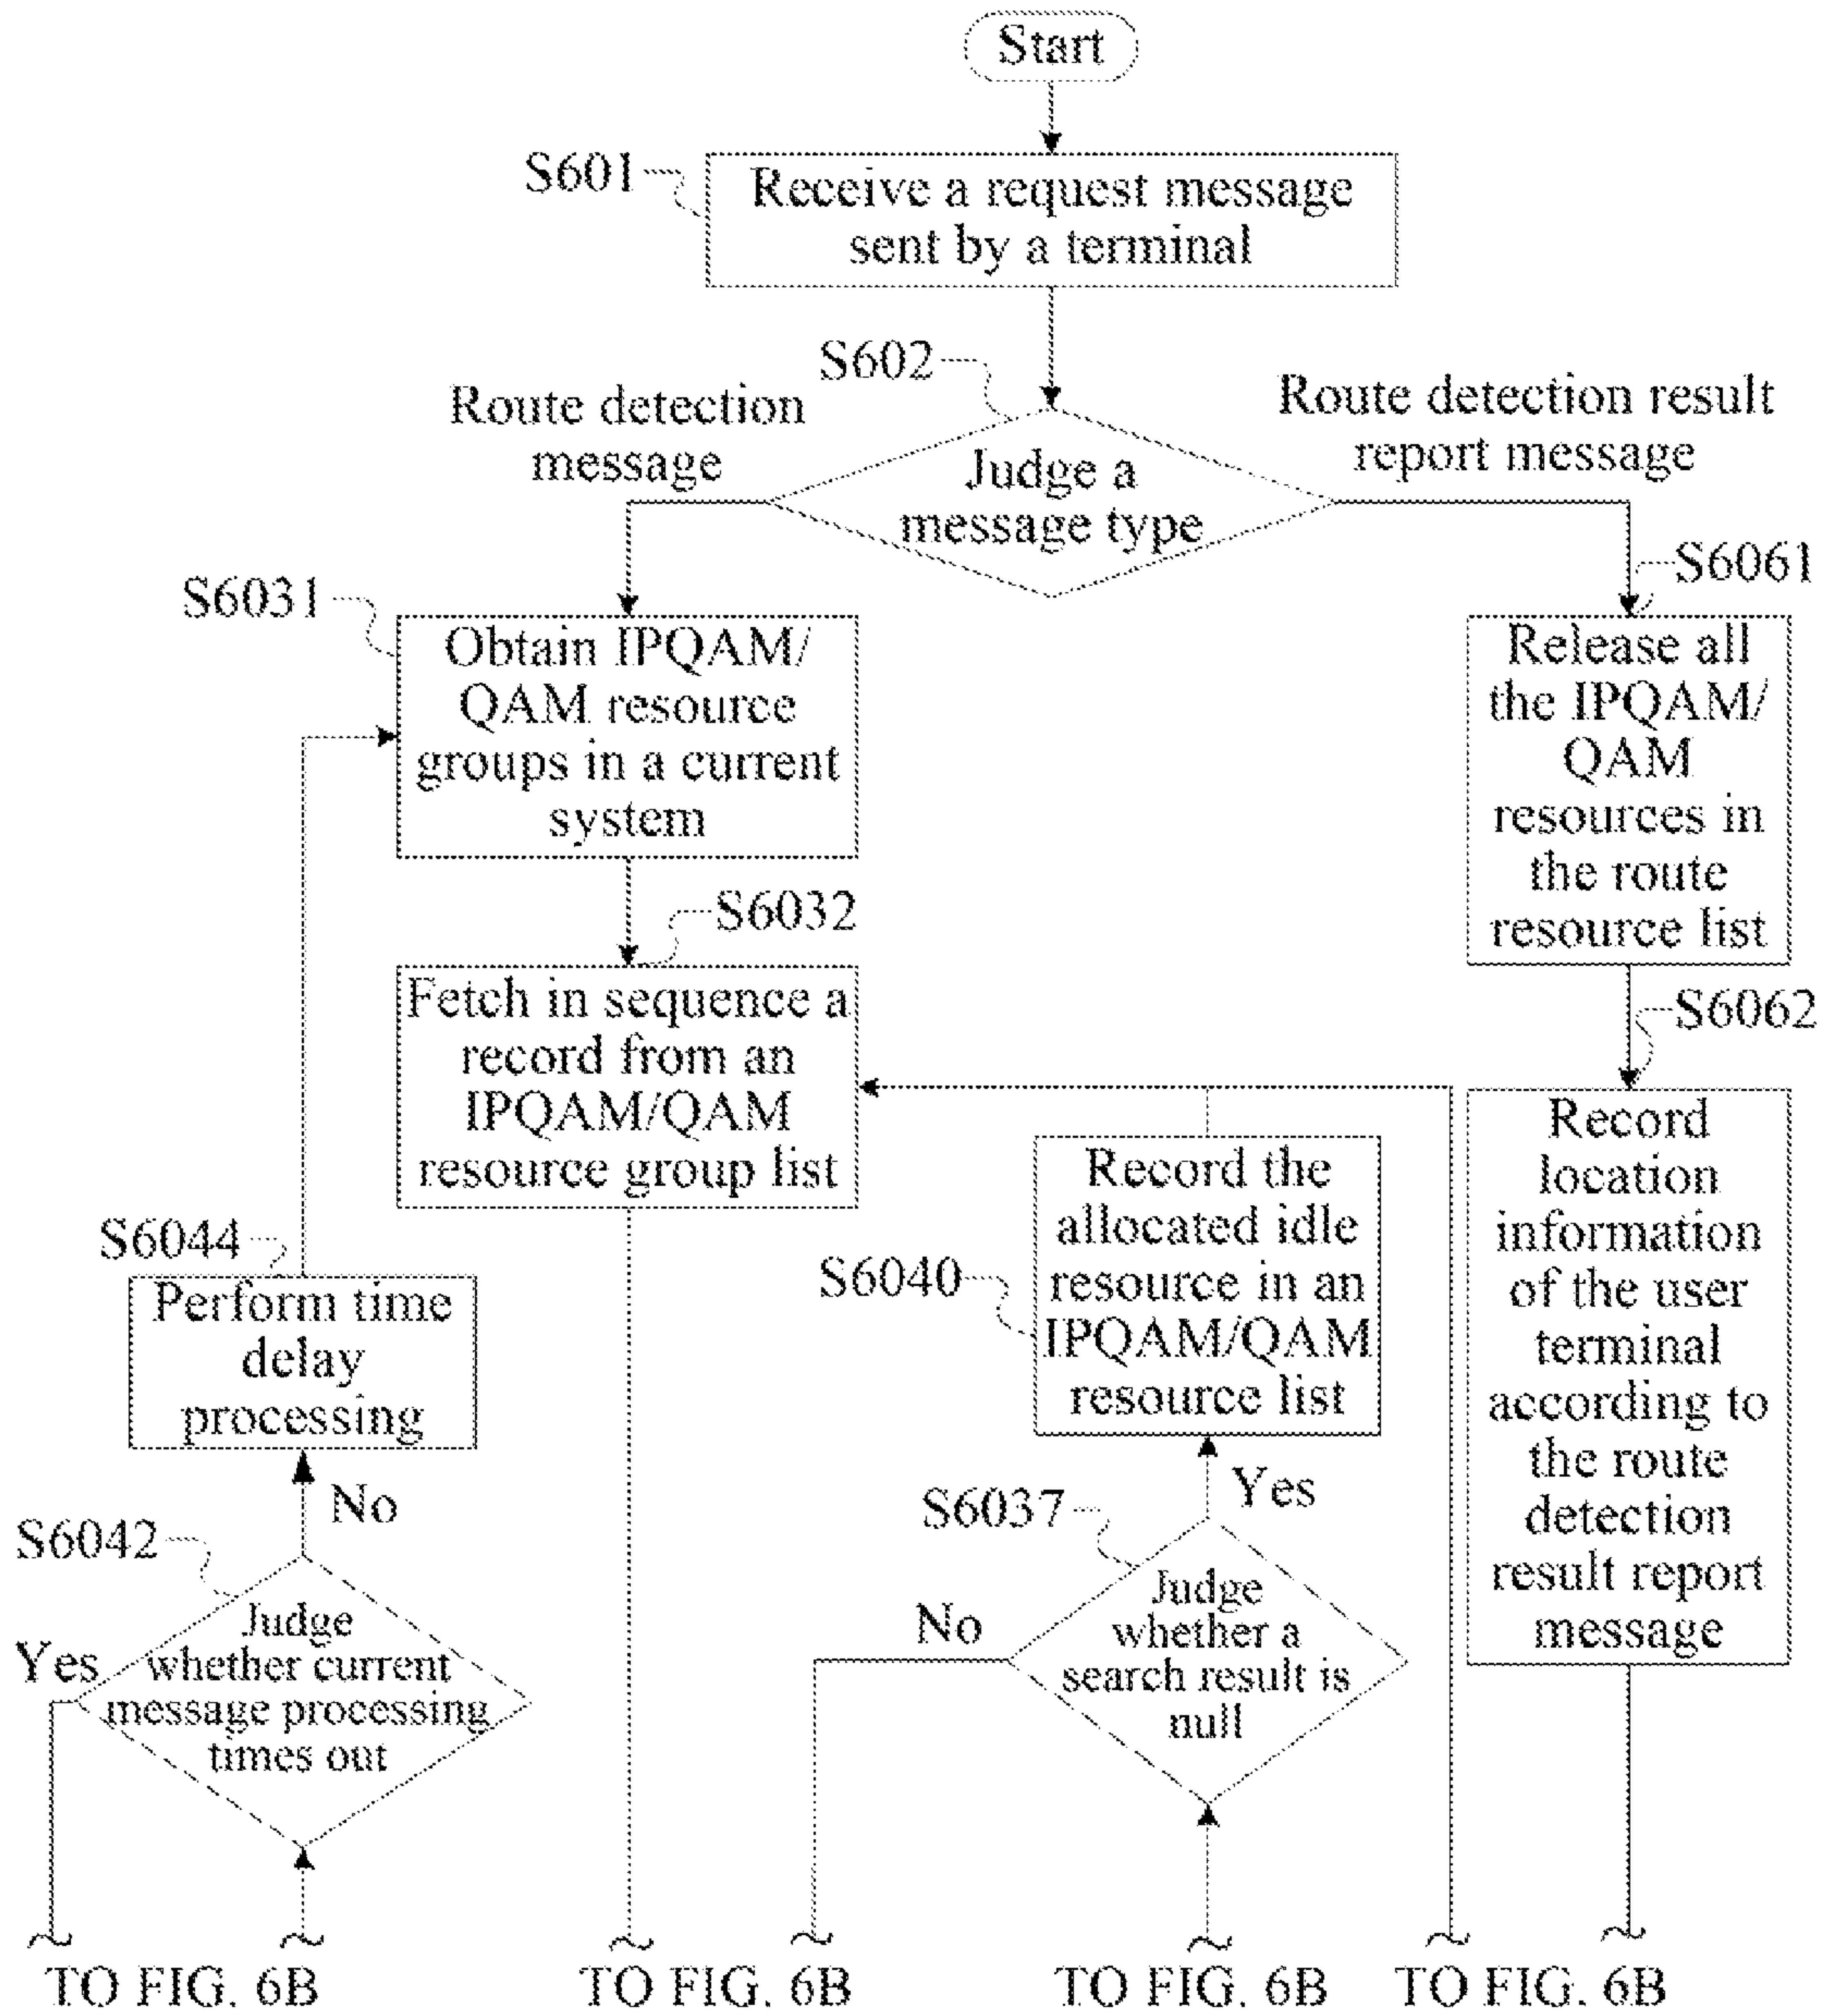 Start
S601
Receive a request message
sent by a terminal
S602
Route detection
message
Route detection result
report message
Judge a
message type
S6031
Obtain IPQAM/
QAM resource
groups in a current
system
S6061
Release all
the IPQAM/
QAM
resources in
the route
resource list
S6032
Fetch in sequence a
record from an
IPQAM/QAM
resource group list
S6062
Record
location
information
of the user
terminal
according to
the route
detection
result report
message
S6044
Perform time
delay
processing
S6040
Record the
allocated idle
resource in an
IPQAM/QAM
resource list
No
S6042
Judge
whether current
message processing
times out
Yes
Yes
S6037
Judge
whether a
search result is
null
No
TO FIG. 6B
TO FIG. 6B
TO FIG. 6B
TO FIG. 6B